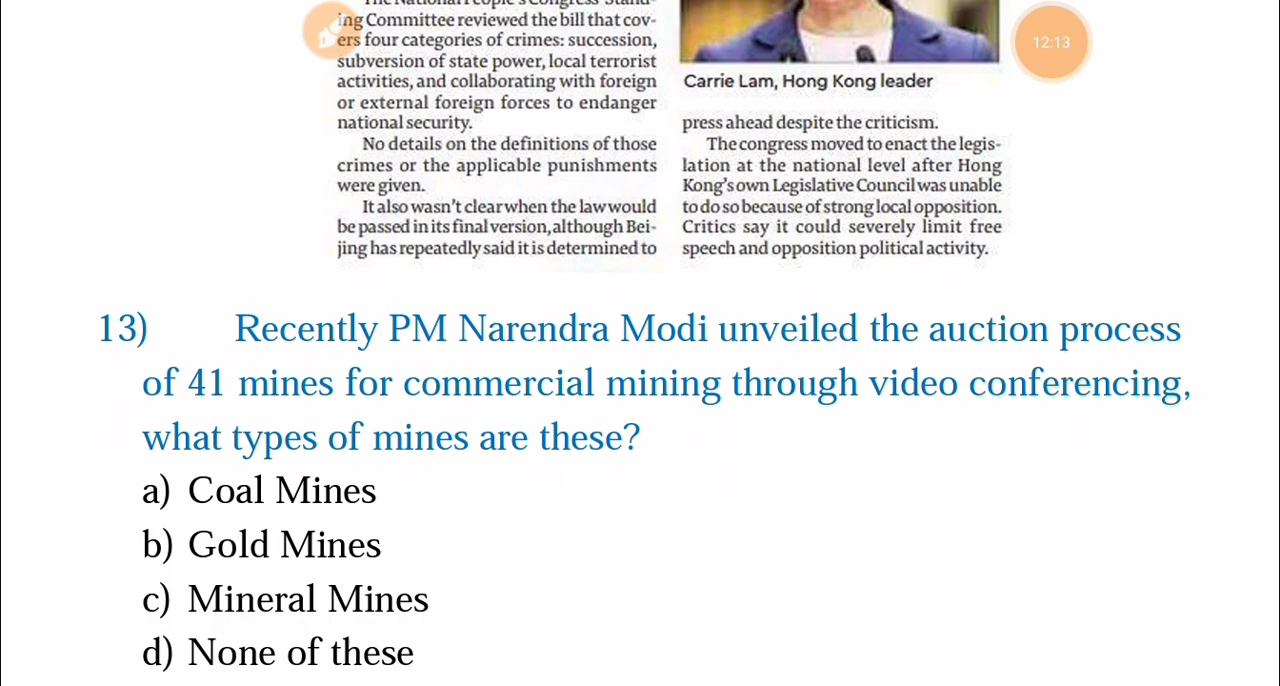 ing Committee reviewed the bill that cov-
ers four categories of crimes: succession,
subversion of state power, local terrorist
activities, and collaborating with foreign
or external foreign forces to endanger
national security.
No details on the definitions of those
crimes or the applicable punishments
were given.
It also wasn't clear when the law would
be passed in its final version, although Bei-
jing has repeatedly said it is determined to
12:13
Carrie Lam, Hong Kong leader
press ahead despite the criticism.
The congress moved to enact the legis-
lation at the national level after Hong
Kong's own Legislative Council was unable
to do so because of strong local opposition.
Critics say it could severely limit free
speech and opposition political activity.
13) Recently PM Narendra Modi unveiled the auction process
of 41 mines for commercial mining through video conferencing,
what types of mines are these?
a) Coal Mines
b) Gold Mines
c) Mineral Mines
d) None of these